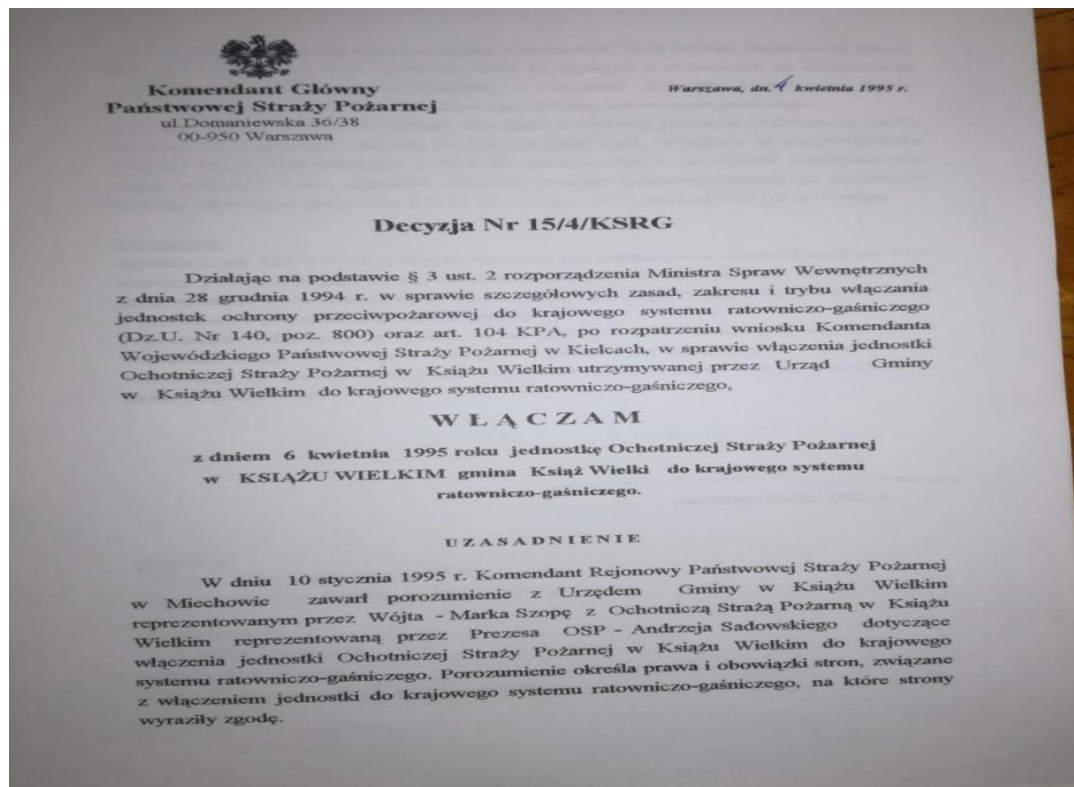 Komendant Główny
Państwowej Straży Pożarnej
ul.Domaniewska 36/38
00-950 Warszawa
Warszawa, dn. 4 kwietnia 1995 r.
Decyzja Nr 15/4/KSRG
Działając na podstawie § 3 ust. 2 rozporządzenia Ministra Spraw Wewnętrznych
z dnia 28 grudnia 1994 r. w sprawie szczegółowych zasad, zakresu i trybu włączania
jednostek ochrony przeciwpożarowej do krajowego systemu ratowniczo-gaśniczego
(Dz.U. Nr 140, poz. 800) oraz art. 104 KPA, po rozpatrzeniu wniosku Komendanta
Wojewódzkiego Państwowej Straży Pożarnej w Kielcach, w sprawie włączenia jednostki
Ochotniczej Straży Pożarnej w Książu Wielkim utrzymywanej przez Urząd Gminy
w Książu Wielkim do krajowego systemu ratowniczo-gaśniczego,
W Ł Ą C Z A M
z dniem 6 kwietnia 1995 roku jednostkę Ochotniczej Straży Pożarnej
w KSIĄŻU WIELKIM gmina Książ Wielki do krajowego systemu
ratowniczo-gaśniczego.
U Z A S A D N I E N I E
W dniu 10 stycznia 1995 r. Komendant Rejonowy Państwowej Straży Pożarnej
w Miechowie zawarł porozumienie z Urzędem Gminy w Książu Wielkim
reprezentowanym przez Wójta - Marka Szopę z Ochotniczą Strażą Pożarną w Książu
Wielkim reprezentowaną przez Prezesa OSP - Andrzeja Sadowskiego dotyczące
włączenia jednostki Ochotniczej Straży Pożarnej w Książu Wielkim do krajowego
systemu ratowniczo-gaśniczego. Porozumienie określa prawa i obowiązki stron, związane
z włączeniem jednostki do krajowego systemu ratowniczo-gaśniczego, na które strony
wyraziły zgodę.